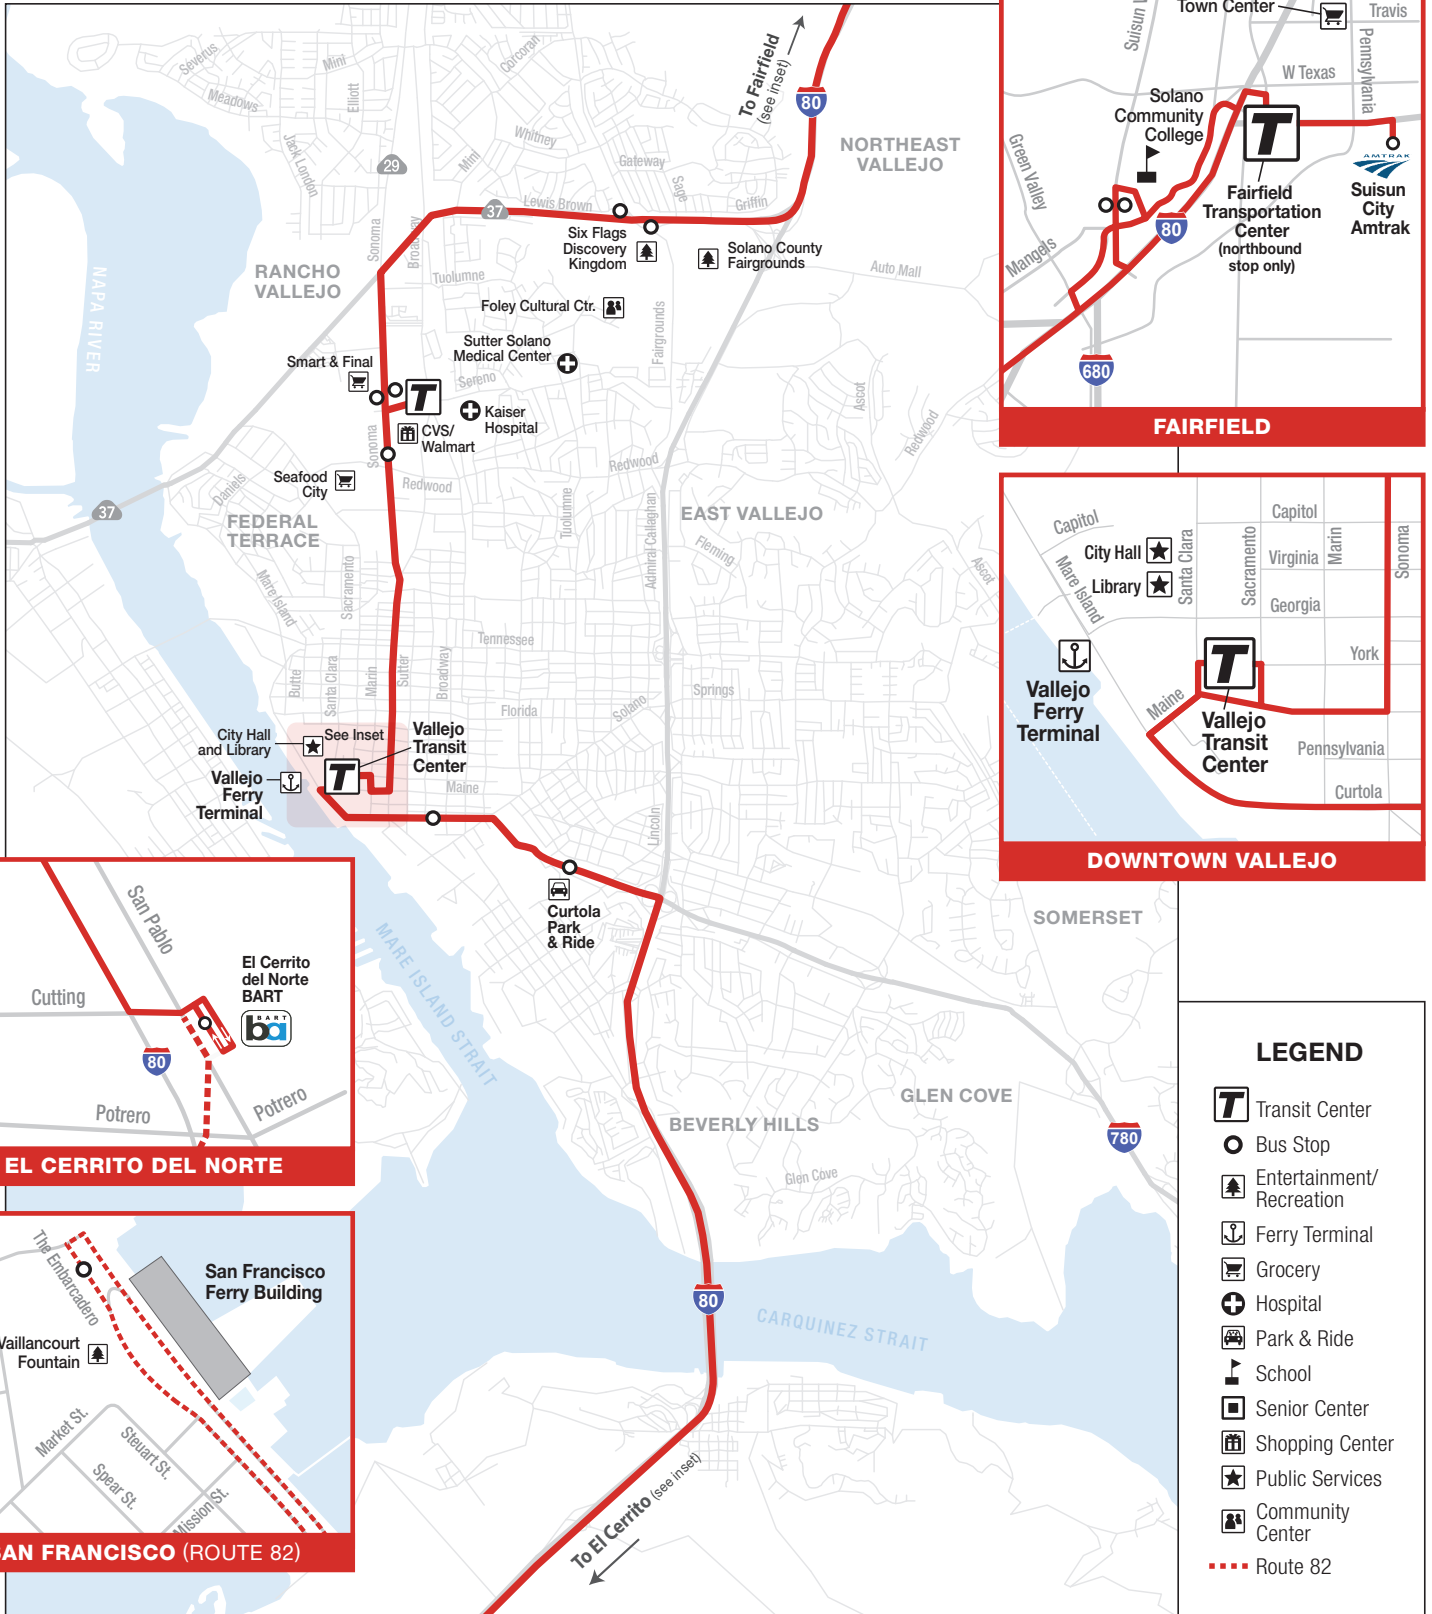 Severus
Mini
Corcoran
Meadows
Elliott
Jack London
Whitney
Mini
Gateway
Sage
Griffin
To Fairfield
(see inset)
80
NORTHEAST
VALLEJO
29
37
Lewis Brown
Sonoma
Broadway
Six Flags
Discovery
Kingdom
Solano County
Fairgrounds
Auto Mall
RANCHO
VALLEJO
Tuolumne
Foley Cultural Ctr.
Fairgrounds
NAPA RIVER
Sutter Solano
Medical Center
Smart & Final
Sereno
T
Kaiser
Hospital
CVS/
Walmart
Sonoma
Ascot
Redwood
Seafood
City
Redwood
Redwood
Daniels
37
FEDERAL
TERRACE
Tuolumne
Admiral Callaghan
EAST VALLEJO
Fleming
Ascot
Mare Island
Sacramento
Tennessee
Butte
Santa Clara
Marin
Sutter
Broadway
Florida
Solano
Springs
City Hall
and Library
See Inset
Vallejo
Transit
Center
T
Vallejo
Ferry
Terminal
Maine
Lincoln
Curtola
Park
& Ride
SOMERSET
MARE ISLAND STRAIT
GLEN COVE
BEVERLY HILLS
Glen Cove
780
80
CARQUINEZ STRAIT
To El Cerrito (see inset)
Town Center
Travis
Pennsylvania
W Texas
Solano
Community
College
T
AMTRAK
Suisun
City
Amtrak
Green Valley
Fairfield
Transportation
Center
(northbound
stop only)
80
Mangels
680
FAIRFIELD
Capitol
Capitol
City Hall
Library
Mare Island
Santa Clara
Sacramento
Virginia
Marin
Sonoma
Georgia
York
T
Vallejo
Ferry
Terminal
Maine
Vallejo
Transit
Center
Pennsylvania
Curtola
DOWNTOWN VALLEJO
San Pablo
Cutting
El Cerrito
del Norte
BART
BART
ba
80
Potrero
Potrero
EL CERRITO DEL NORTE
The Embarcadero
San Francisco
Ferry Building
Vaillancourt
Fountain
Market St.
Steuart St.
Spear St.
Mission St.
SAN FRANCISCO (ROUTE 82)
LEGEND
T Transit Center
Bus Stop
Entertainment/
Recreation
Ferry Terminal
Grocery
Hospital
Park & Ride
School
Senior Center
Shopping Center
Public Services
Community
Center
Route 82